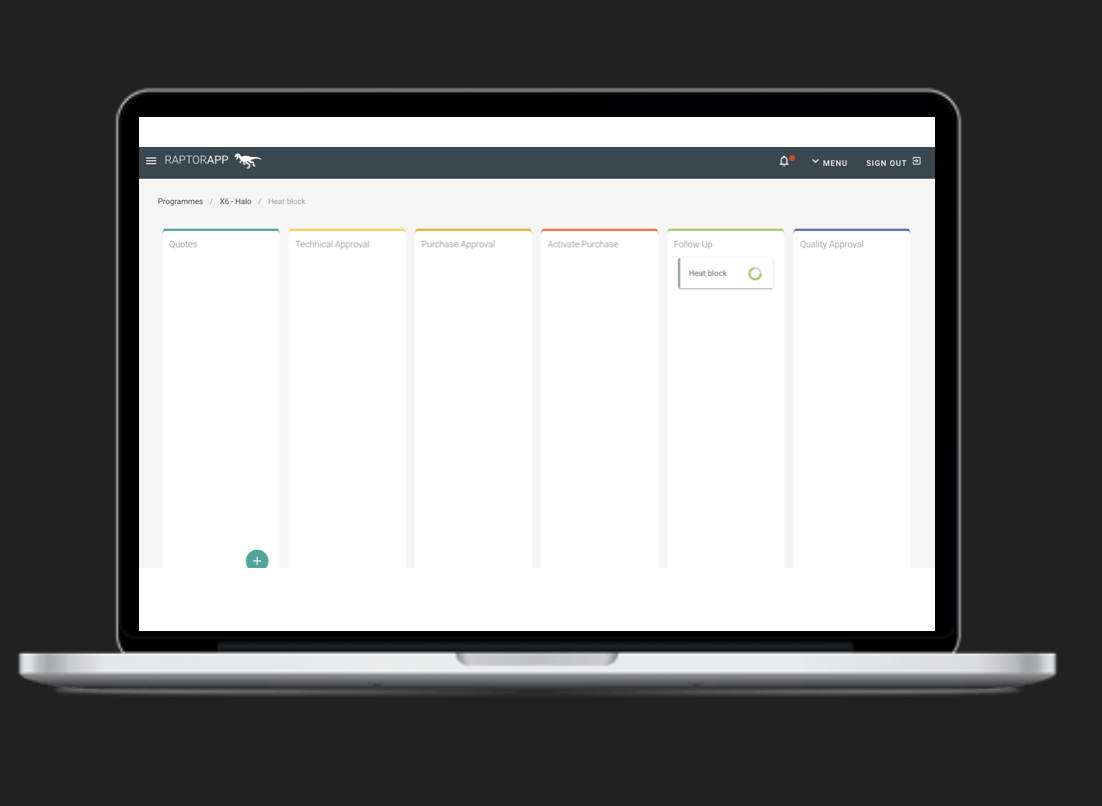 RAPTORAPP
MENU
SIGN OUT
Programmes / X6 - Halo / Heat block
Quotes
Technical Approval
Purchase Approval
Activate Purchase
Follow Up
Quality Approval
Heat block
+